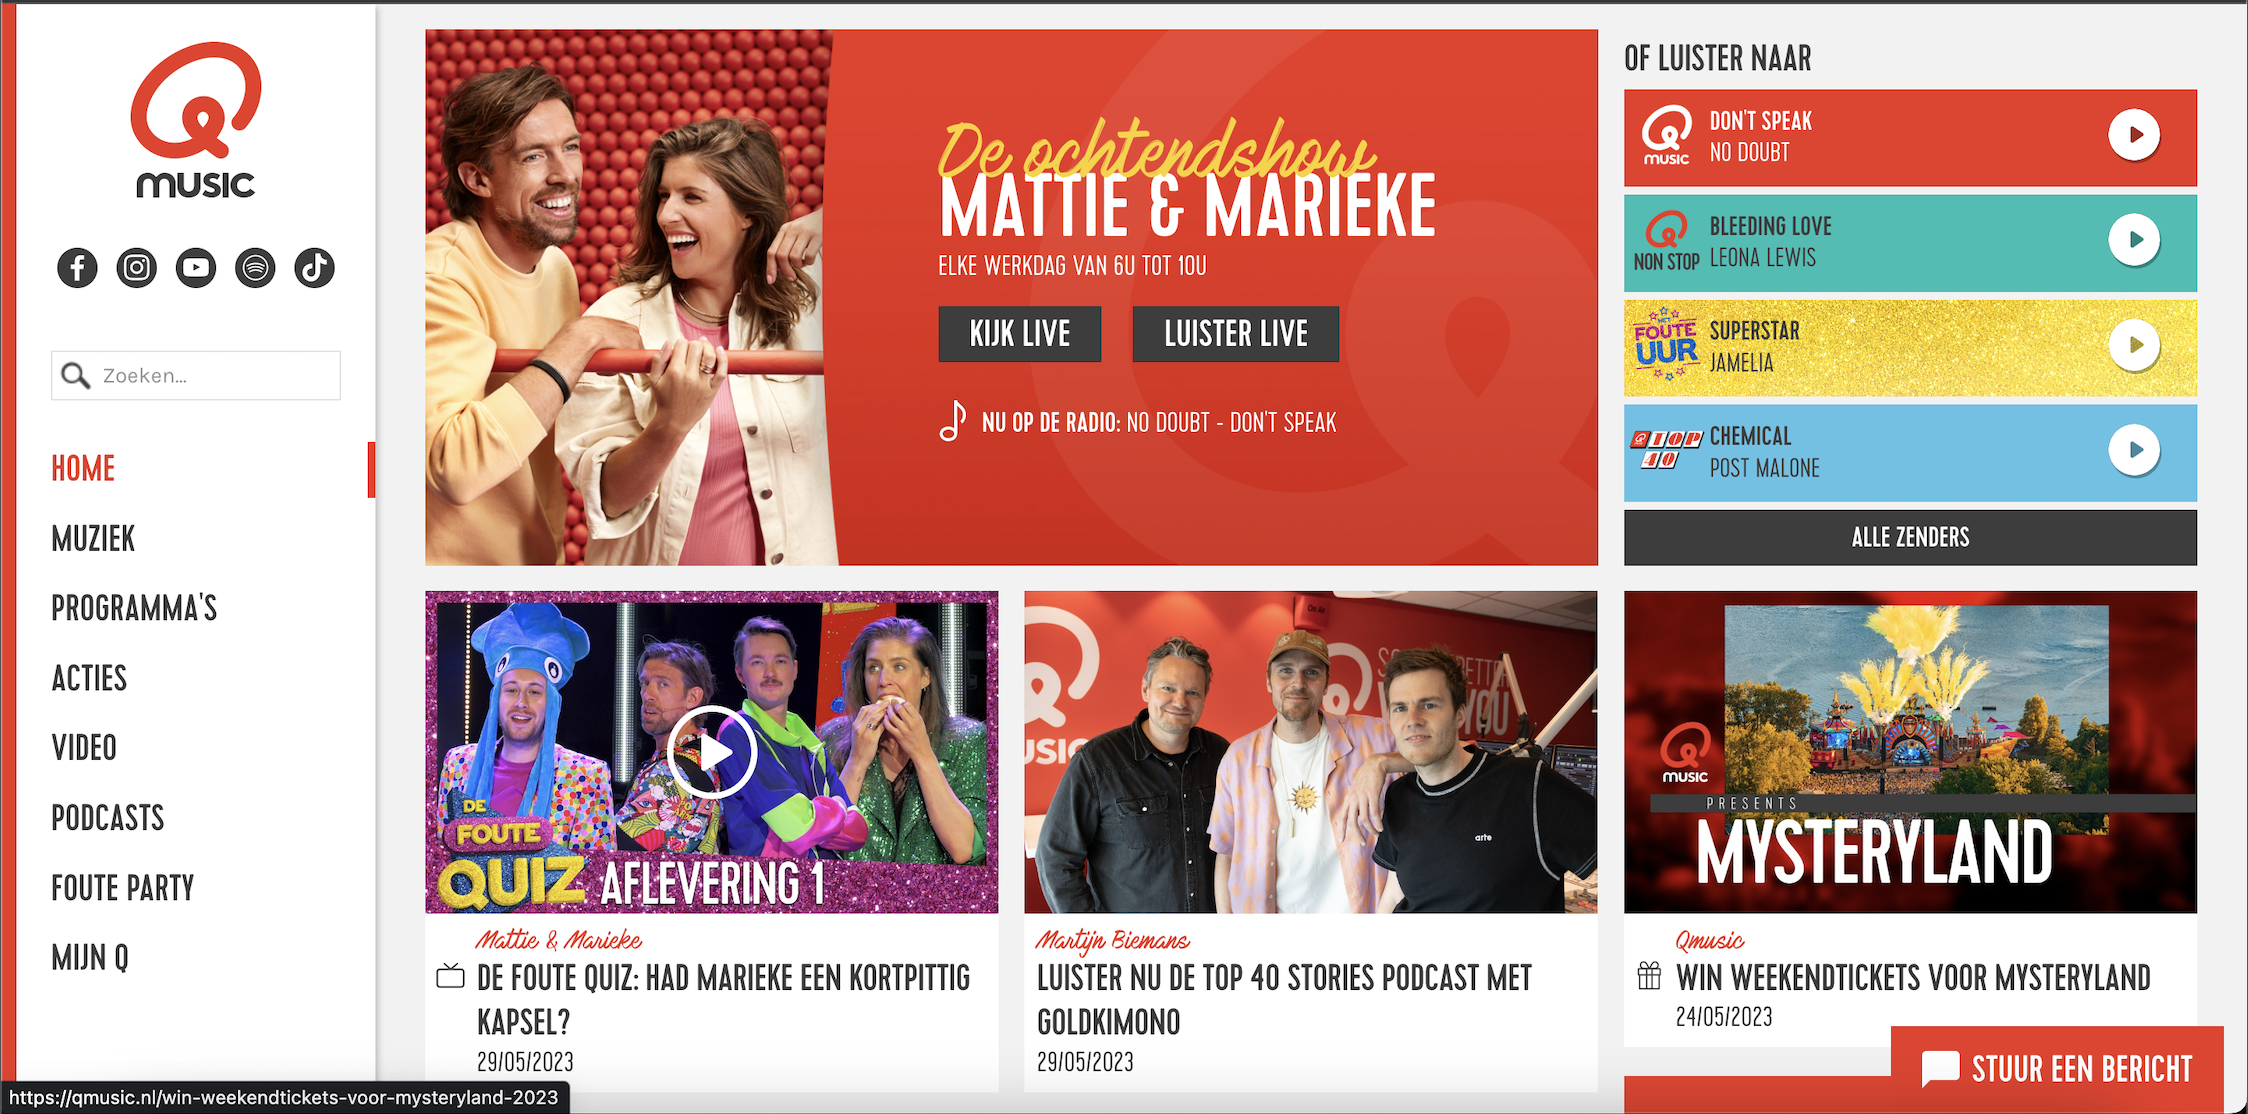 MUSIC
Zoeken...
HOME
MUZIEK
PROGRAMMA'S
ACTIES
VIDEO
PODCASTS
FOUTE PARTY
MIJN Q
De ochtendshow
MATTIE & MARIEKE
ELKE WERKDAG VAN 6U TOT 10U
KIJK LIVE
LUISTER LIVE
NU OP DE RADIO: NO DOUBT - DON'T SPEAK
OF LUISTER NAAR
MUSIC
DON'T SPEAK
NO DOUBT
NON STOP
BLEEDING LOVE
LEONA LEWIS
HET
FOUTE
UUR
SUPERSTAR
JAMELIA
TOP
40
CHEMICAL
POST MALONE
ALLE ZENDERS
DE
FOUTE
QUIZ AFLEVERING 1
Mattie & Marieke
DE FOUTE QUIZ: HAD MARIEKE EEN KORTPITTIG
KAPSEL?
29/05/2023
On Air
arte
Martijn Biemans
LUISTER NU DE TOP 40 STORIES PODCAST MET
GOLDKIMONO
29/05/2023
MUSIC
PRESENTS
MYSTERYLAND
Qmusic
WIN WEEKENDTICKETS VOOR MYSTERYLAND
24/05/2023
STUUR EEN BERICHT
https://qmusic.nl/win-weekendtickets-voor-mysteryland-2023